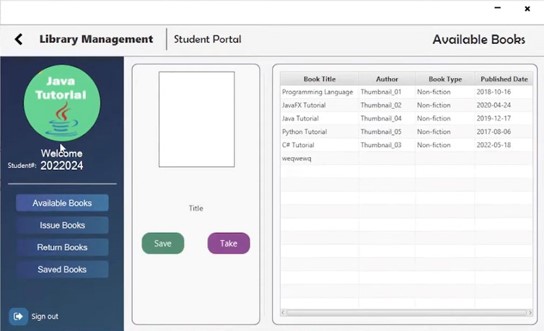 Library Management
Student Portal
Available Books
Java
Tutorial
Welcome
Student#: 2022024
Available Books
Issue Books
Return Books
Saved Books
Sign out
Title
Save Take
Book Title Author Book Type Published Date
Programming Language Thumbnail_01 Non-fiction 2018-10-16
JavaFX Tutorial Thumbnail_02 Non-fiction 2020-04-24
Java Tutorial Thumbnail_04 Non-fiction 2019-12-17
Python Tutorial Thumbnail_05 Non-fiction 2017-08-06
C# Tutorial Thumbnail_03 Non-fiction 2022-05-18
weqwewq